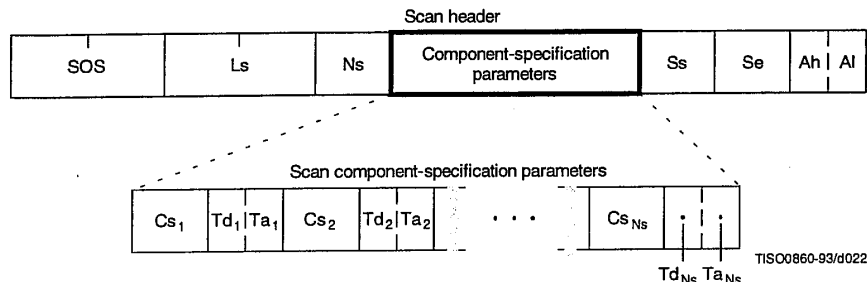 Scan header
SOS Ls Ns Component-specification parameters Ss Se Ah Al
Scan component-specification parameters
Cs1 Td1 Ta1 Cs2 Td2 Ta2 . . . CsNs
TdNs TaNs
TISO0860-93/d022